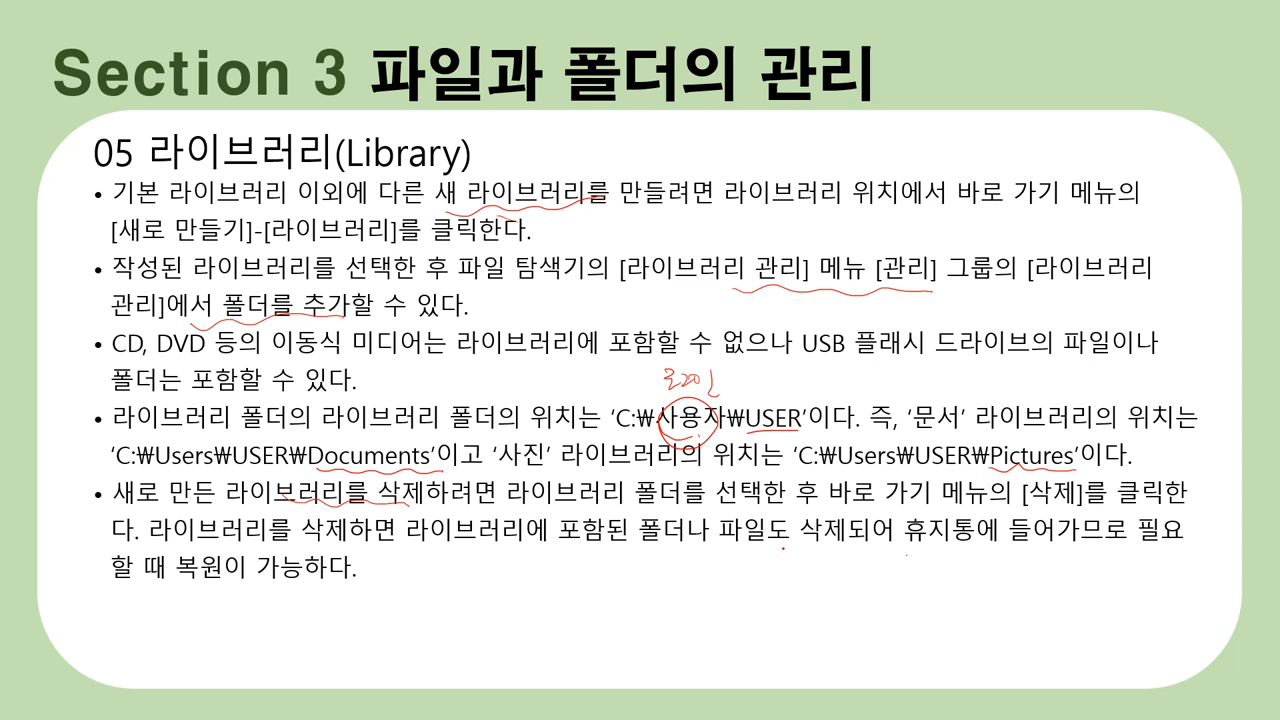 Section 3 파일과 폴더의 관리
05 라이브러리(Library)
• 기본 라이브러리 이외에 다른 새 라이브러리를 만들려면 라이브러리 위치에서 바로 가기 메뉴의
[새로 만들기]-[라이브러리]를 클릭한다.
• 작성된 라이브러리를 선택한 후 파일 탐색기의 [라이브러리 관리] 메뉴 [관리] 그룹의 [라이브러리
관리]에서 폴더를 추가할 수 있다.
• CD, DVD 등의 이동식 미디어는 라이브러리에 포함할 수 없으나 USB 플래시 드라이브의 파일이나
폴더는 포함할 수 있다.
• 라이브러리 폴더의 라이브러리 폴더의 위치는 ‘C:₩사용자₩USER’이다. 즉, ‘문서’ 라이브러리의 위치는
‘C:₩Users₩USER₩Documents’이고 ‘사진’ 라이브러리의 위치는 ‘C:₩Users₩USER₩Pictures’이다.
• 새로 만든 라이브러리를 삭제하려면 라이브러리 폴더를 선택한 후 바로 가기 메뉴의 [삭제]를 클릭한
다. 라이브러리를 삭제하면 라이브러리에 포함된 폴더나 파일도 삭제되어 휴지통에 들어가므로 필요
할 때 복원이 가능하다.